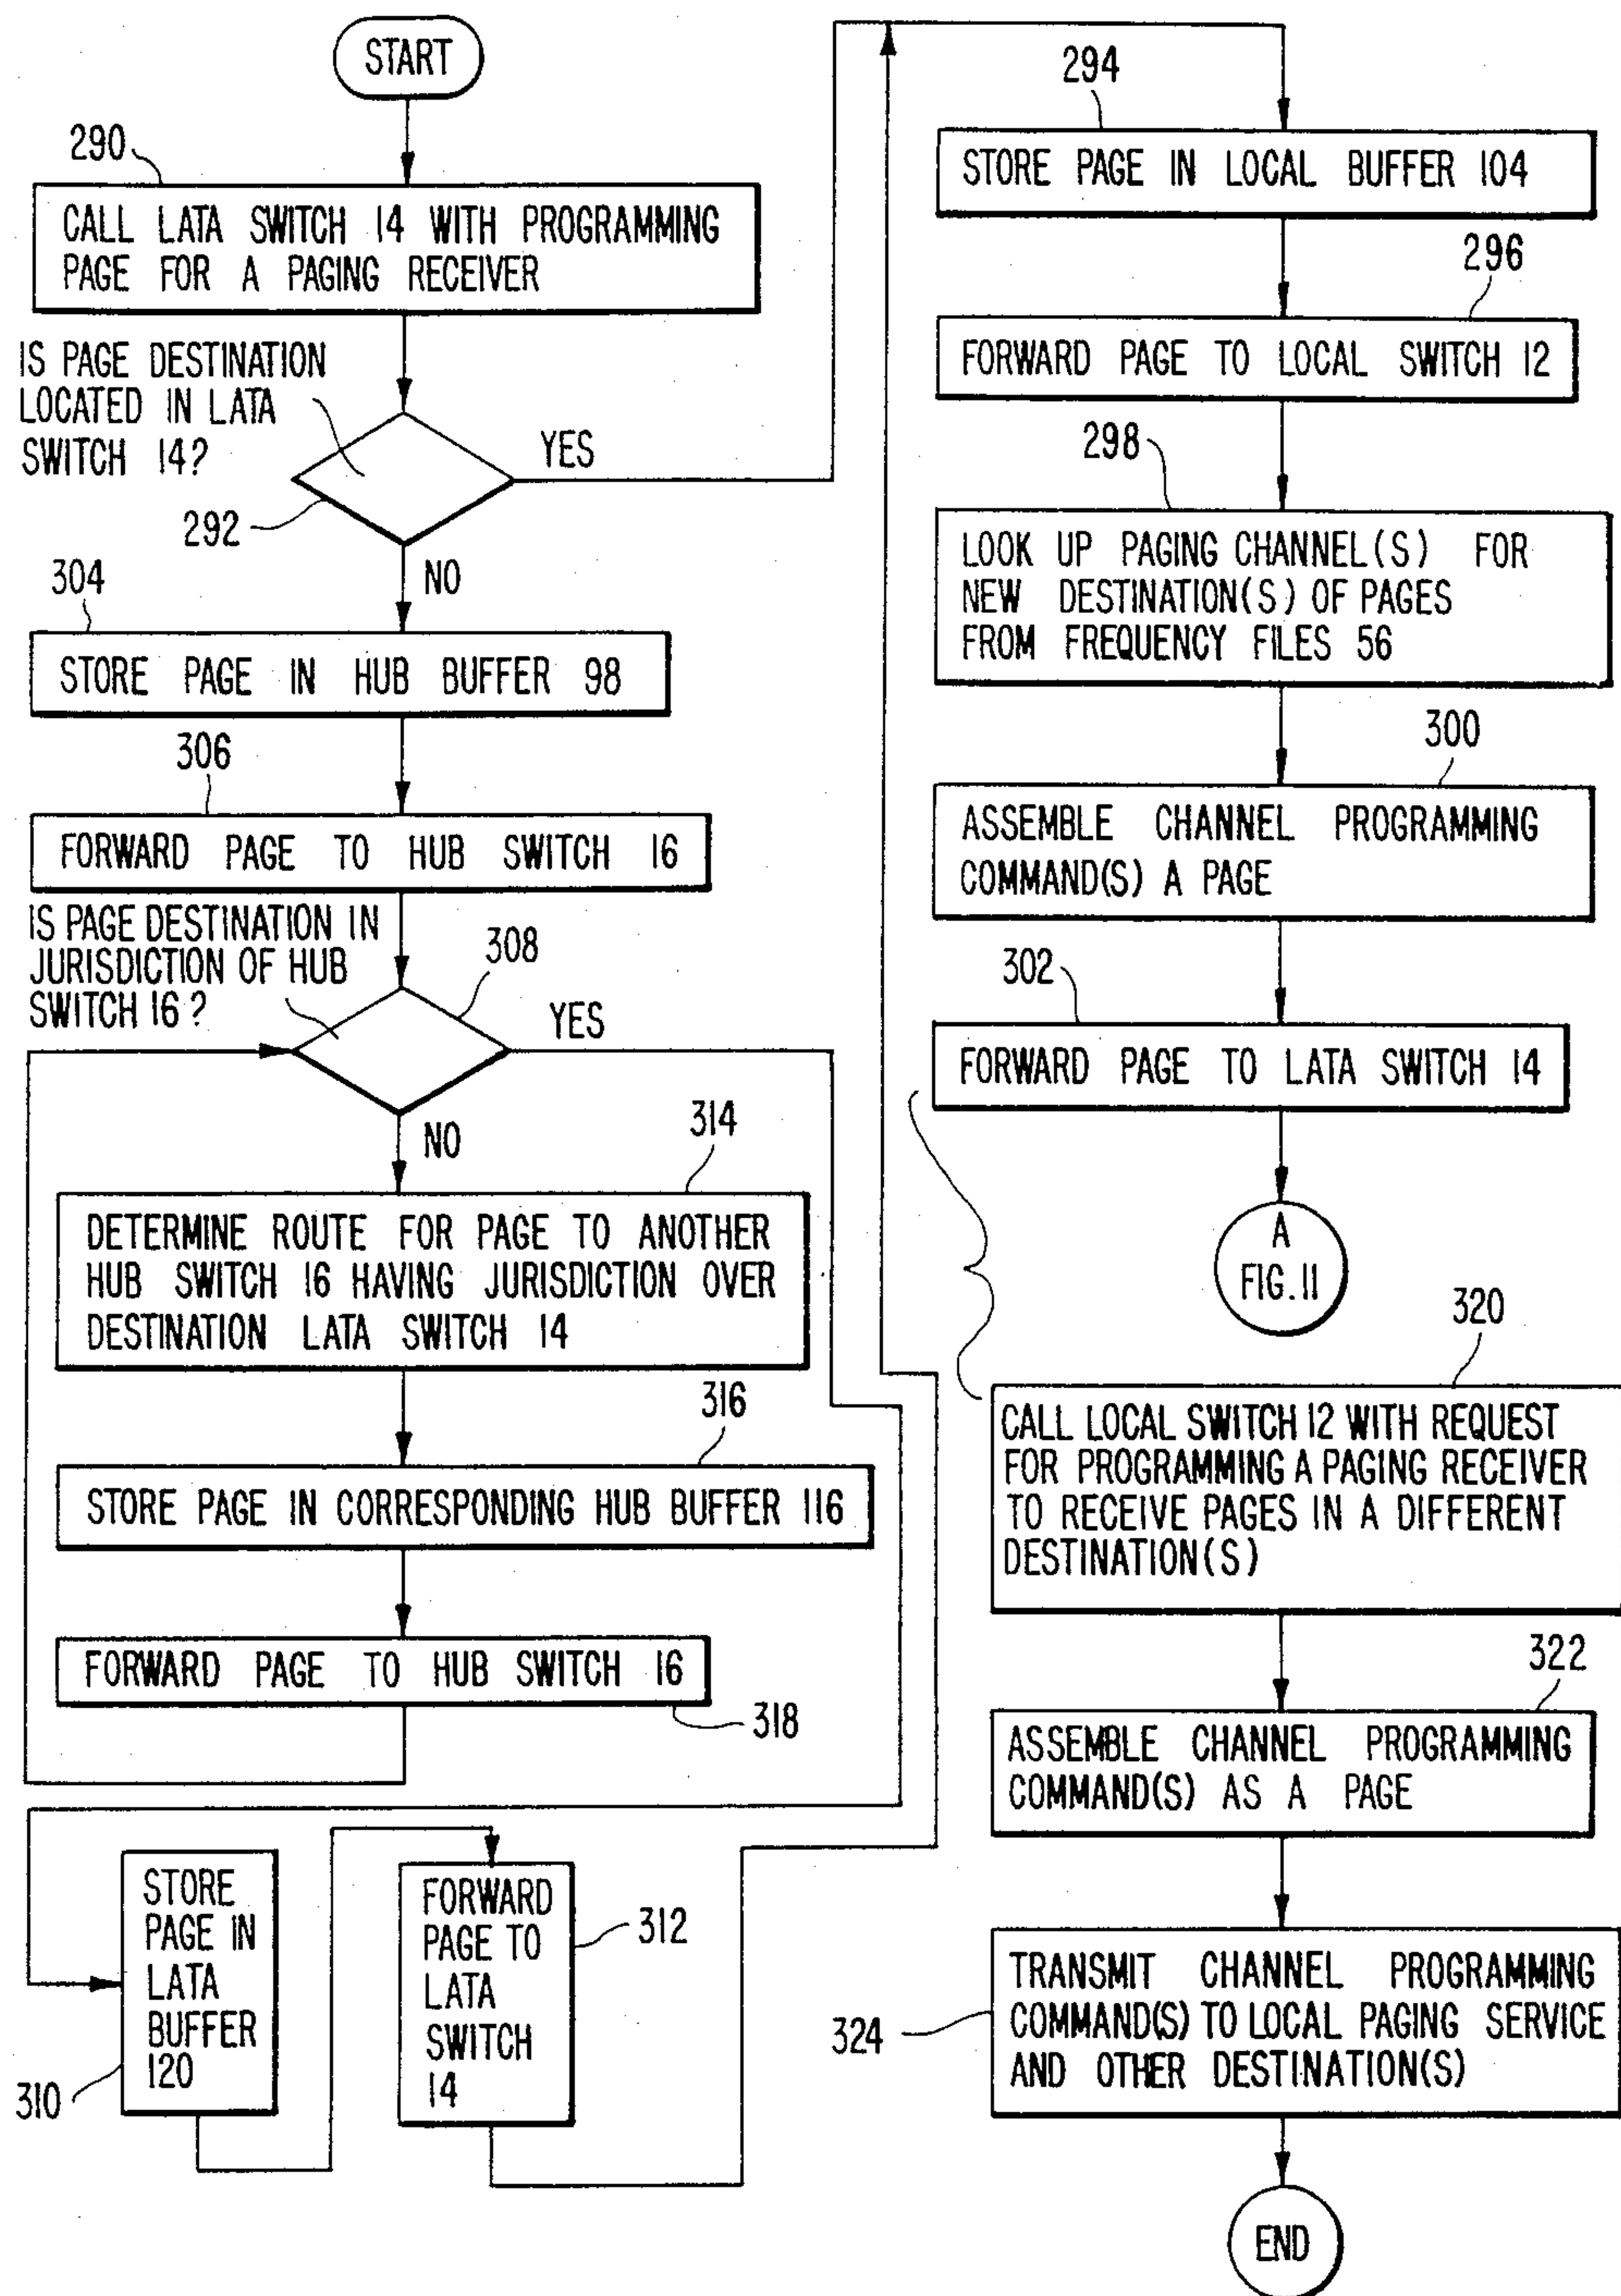 START
290
CALL LATA SWITCH 14 WITH PROGRAMMING
PAGE FOR A PAGING RECEIVER
IS PAGE DESTINATION
LOCATED IN LATA
SWITCH 14?
YES
292
NO
304
STORE PAGE IN HUB BUFFER 98
306
FORWARD PAGE TO HUB SWITCH 16
IS PAGE DESTINATION IN
JURISDICTION OF HUB
SWITCH 16?
308
YES
NO
314
DETERMINE ROUTE FOR PAGE TO ANOTHER
HUB SWITCH 16 HAVING JURISDICTION OVER
DESTINATION LATA SWITCH 14
316
STORE PAGE IN CORRESPONDING HUB BUFFER 116
FORWARD PAGE TO HUB SWITCH 16
318
STORE
PAGE IN
LATA
BUFFER
120
310
FORWARD
PAGE TO
LATA
SWITCH
14
312
294
STORE PAGE IN LOCAL BUFFER 104
296
FORWARD PAGE TO LOCAL SWITCH 12
298
LOOK UP PAGING CHANNEL(S) FOR
NEW DESTINATION(S) OF PAGES
FROM FREQUENCY FILES 56
300
ASSEMBLE CHANNEL PROGRAMMING
COMMAND(S) A PAGE
302
FORWARD PAGE TO LATA SWITCH 14
A
FIG. 11
320
CALL LOCAL SWITCH 12 WITH REQUEST
FOR PROGRAMMING A PAGING RECEIVER
TO RECEIVE PAGES IN A DIFFERENT
DESTINATION(S)
322
ASSEMBLE CHANNEL PROGRAMMING
COMMAND(S) AS A PAGE
324
TRANSMIT CHANNEL PROGRAMMING
COMMAND(S) TO LOCAL PAGING SERVICE
AND OTHER DESTINATION(S)
END